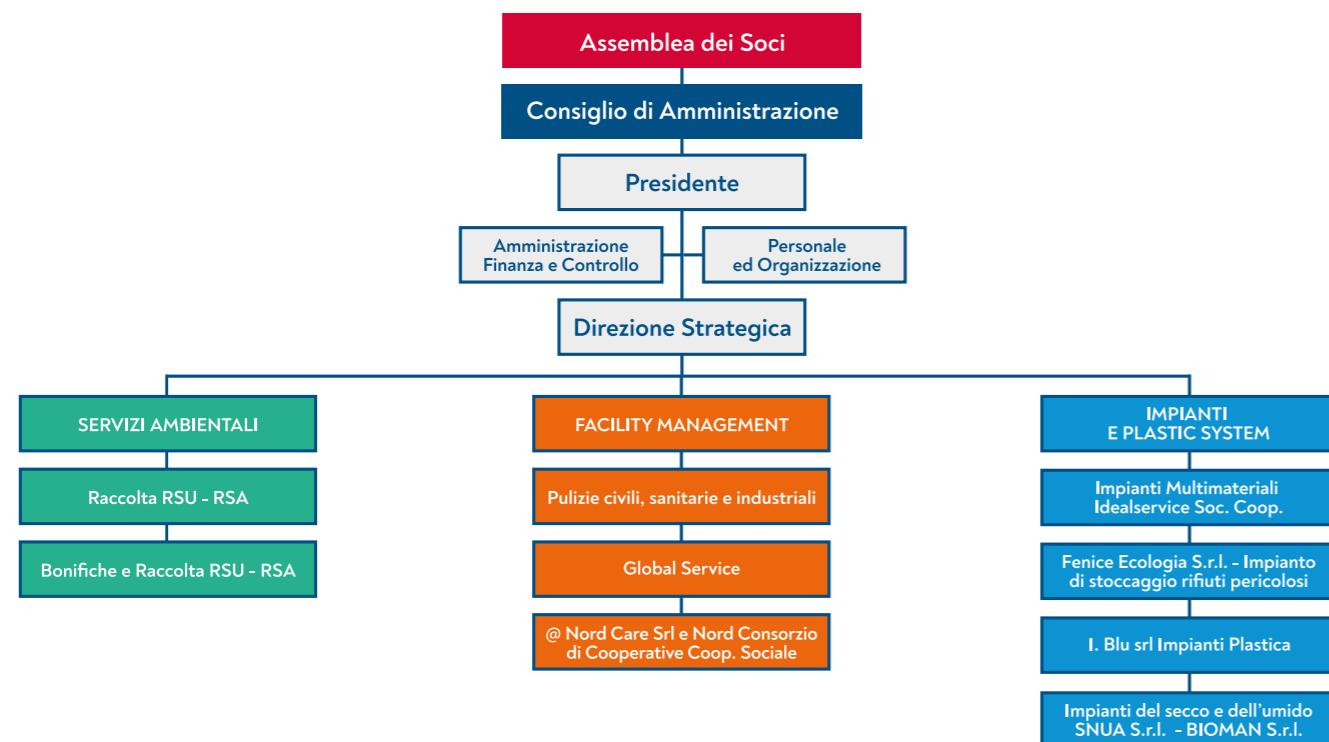 Assemblea dei Soci
Consiglio di Amministrazione
Presidente
Amministrazione
Finanza e Controllo
Personale
ed Organizzazione
Direzione Strategica
SERVIZI AMBIENTALI
Raccolta RSU - RSA
Bonifiche e Raccolta RSU - RSA
FACILITY MANAGEMENT
Pulizie civili, sanitarie e industriali
Global Service
@ Nord Care Srl e Nord Consorzio
di Cooperative Coop. Sociale
IMPIANTI
E PLASTIC SYSTEM
Impianti Multimateriali
Idealservice Soc. Coop.
Fenice Ecologia S.r.l. - Impianto
di stoccaggio rifiuti pericolosi
I. Blu srl Impianti Plastica
Impianti del secco e dell'umido
SNUA S.r.l. - BIOMAN S.r.l.